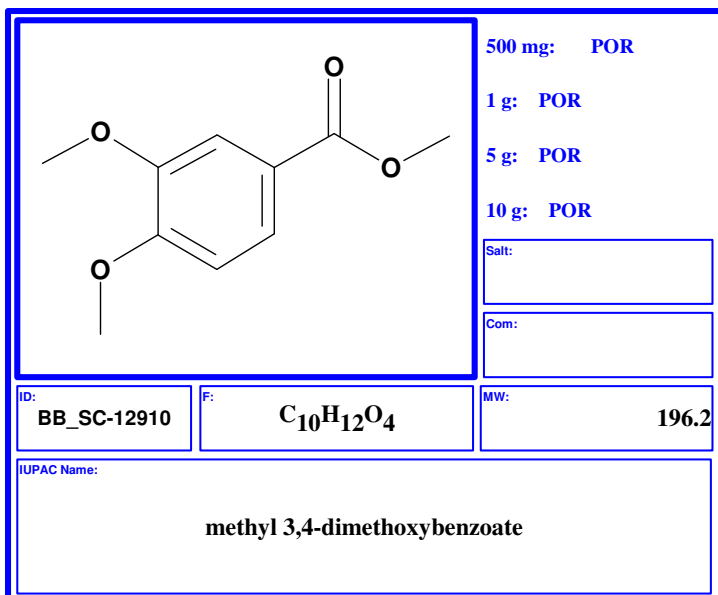 O
O
O
O
500 mg: POR
1 g: POR
5 g: POR
10 g: POR
Salt:
Com:
ID:
BB_SC-12910
F:
C10H12O4
MW:
196.2
IUPAC Name:
methyl 3,4-dimethoxybenzoate